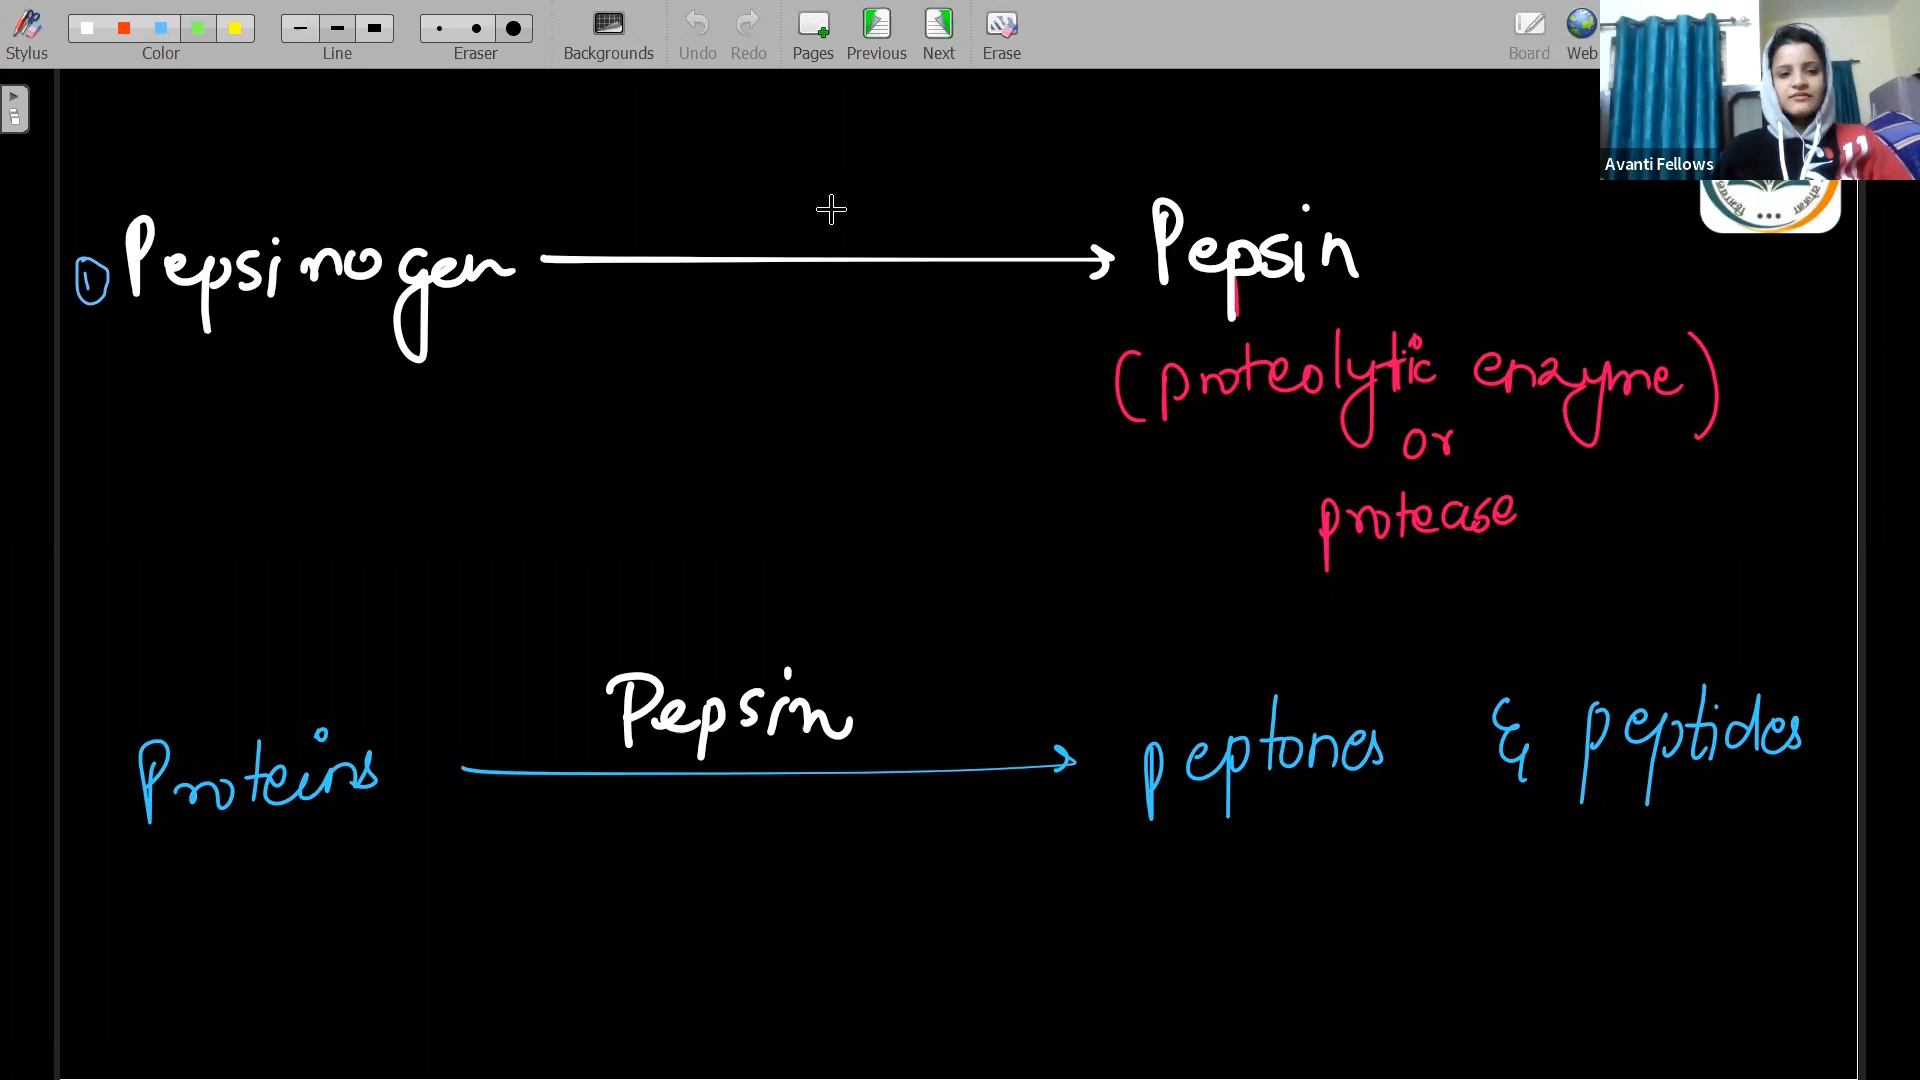 Stylus Color Line Eraser Backgrounds Undo Redo Pages Previous Next Erase Board Web
Avanti Fellows
① Pepsinogen → Pepsin
(proteolytic enzyme)
or
protease
Proteins Pepsin → peptones & peptides